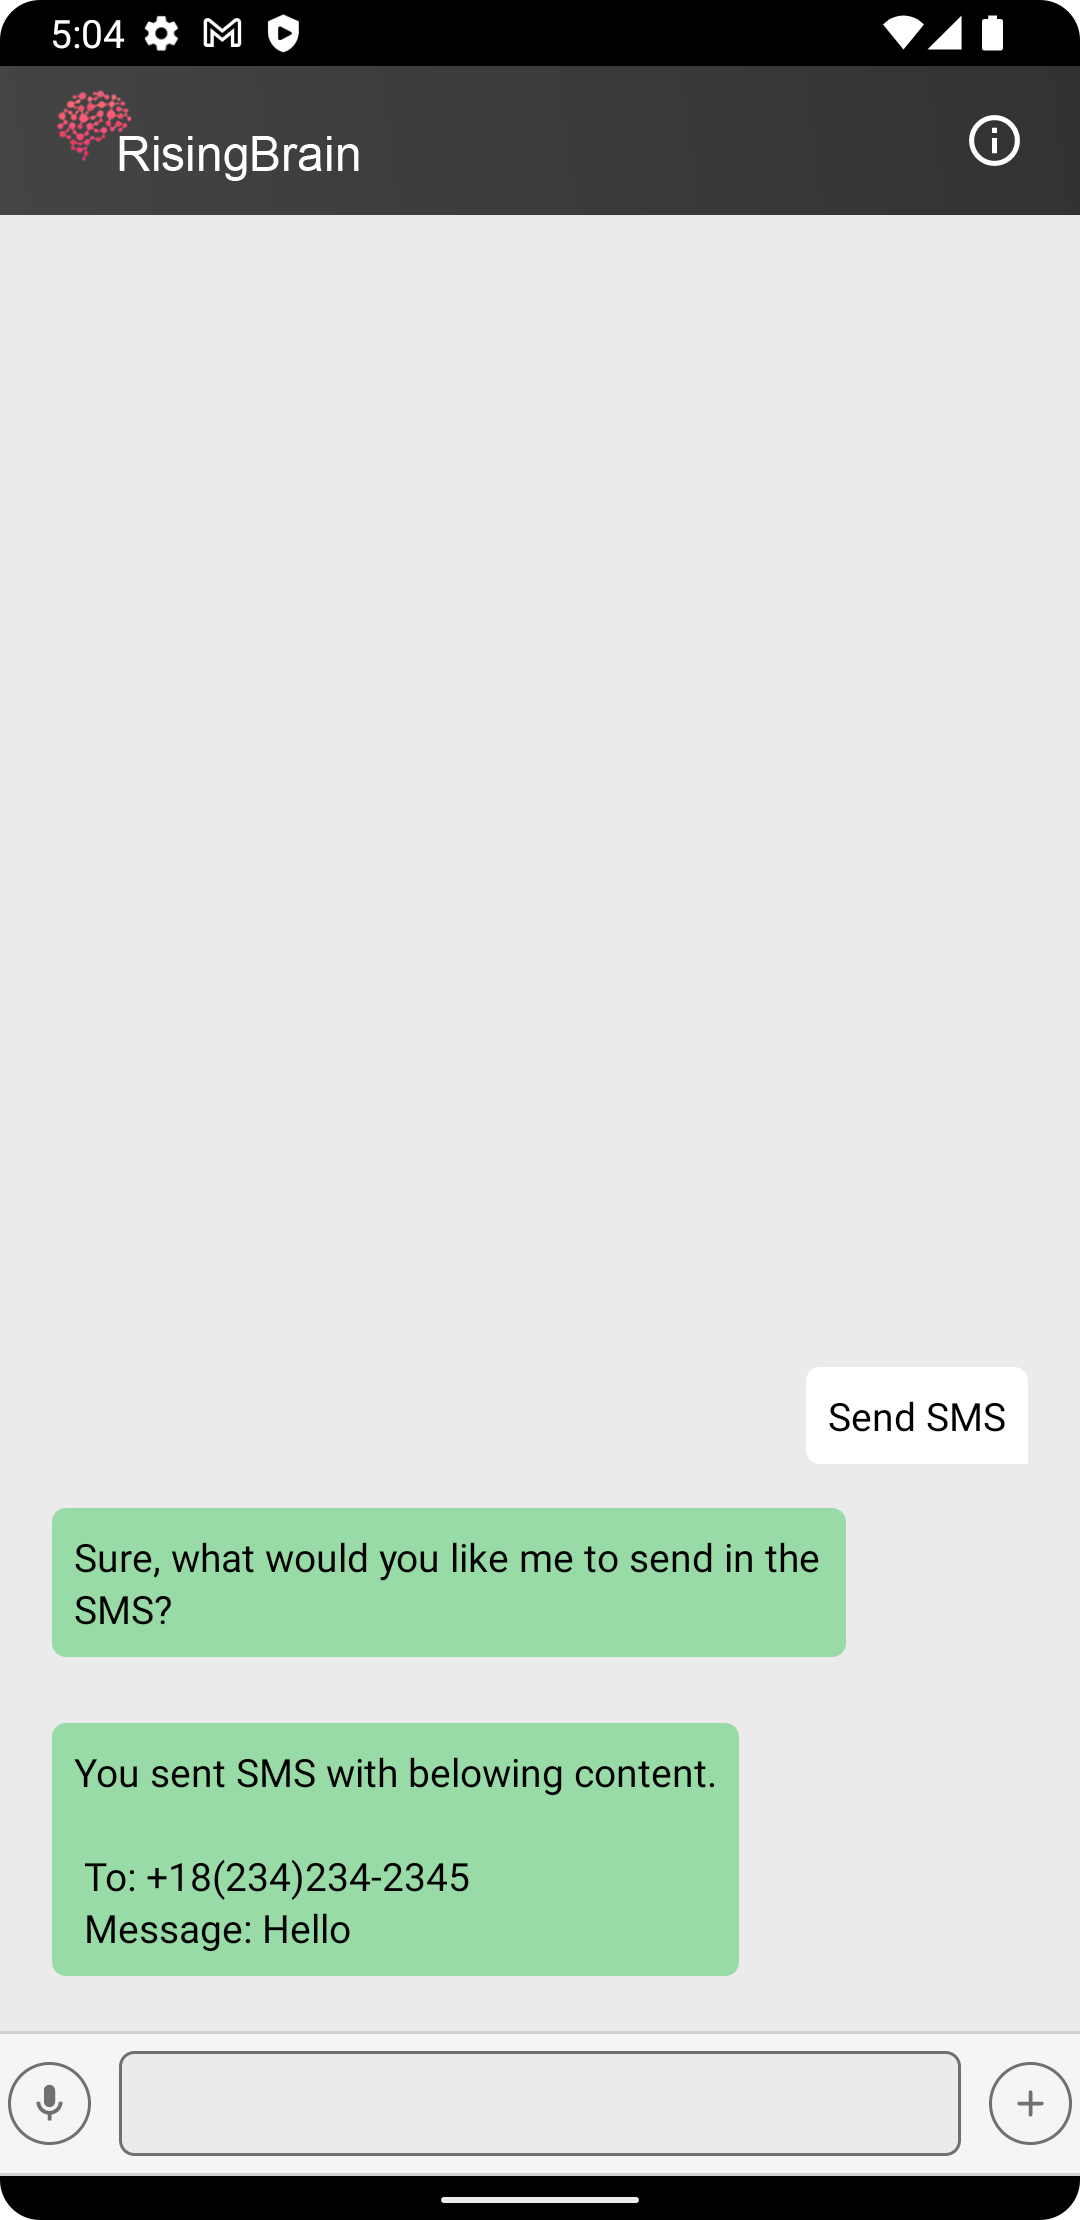 5:04
RisingBrain
Send SMS
Sure, what would you like me to send in the
SMS?
You sent SMS with belowing content.
To: +18(234)234-2345
Message: Hello